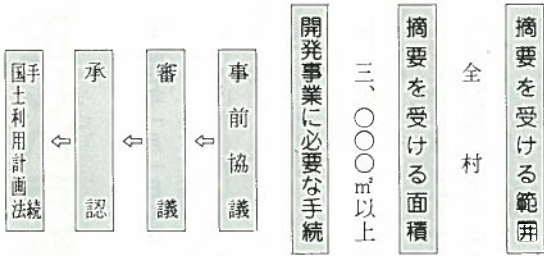 摘要を受ける範囲
全村
摘要を受ける面積
三、〇〇〇㎡以上
開発事業に必要な手続
事前協議
⇦
審議
⇦
承認
⇦
国土利用計画法
手続